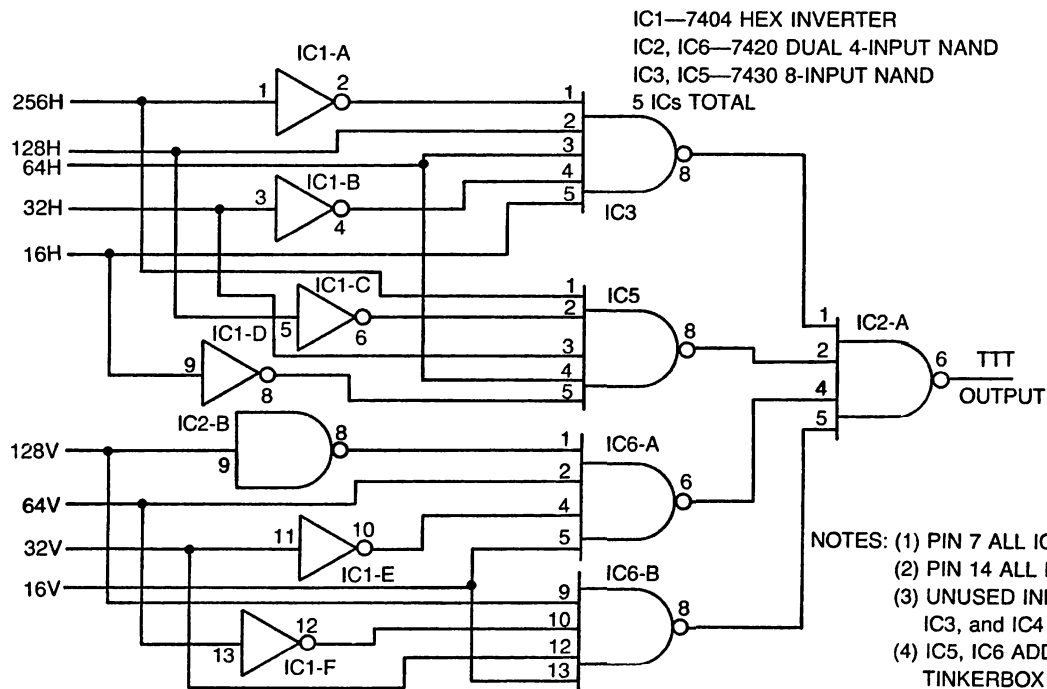 IC1—7404 HEX INVERTER
IC2, IC6—7420 DUAL 4-INPUT NAND
IC3, IC5—7430 8-INPUT NAND
5 ICs TOTAL
IC1-A
256H
1
2
1
128H
2
64H
3
8
IC1-B
32H
3
4
4
5
IC3
16H
IC1-C
5
6
1
2
IC5
8
IC1-D
9
8
3
4
5
1
IC2-A
2
6
TTT
4
OUTPUT
5
IC2-B
128V
9
8
1
IC6-A
64V
2
6
32V
11
10
4
IC1-E
5
16V
IC6-B
9
8
13
12
10
IC1-F
12
13
NOTES: (1) PIN 7 ALL IC
(2) PIN 14 ALL
(3) UNUSED
IC3, and IC4
(4) IC5, IC6 ADD
TINKERBOX